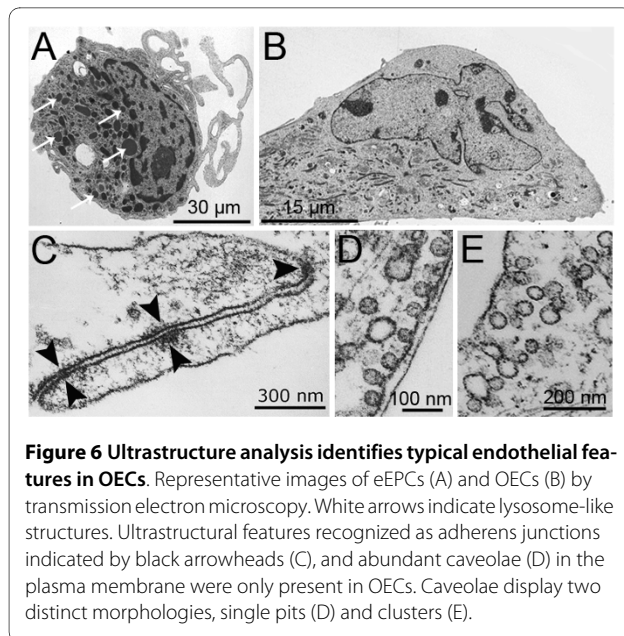 A
B
30 µm
15 µm
C
D
E
300 nm
100 nm
200 nm
Figure 6 Ultrastructure analysis identifies typical endothelial fea-
tures in OECs. Representative images of eEPCs (A) and OECs (B) by
transmission electron microscopy. White arrows indicate lysosome-like
structures. Ultrastructural features recognized as adherens junctions
indicated by black arrowheads (C), and abundant caveolae (D) in the
plasma membrane were only present in OECs. Caveolae display two
distinct morphologies, single pits (D) and clusters (E).